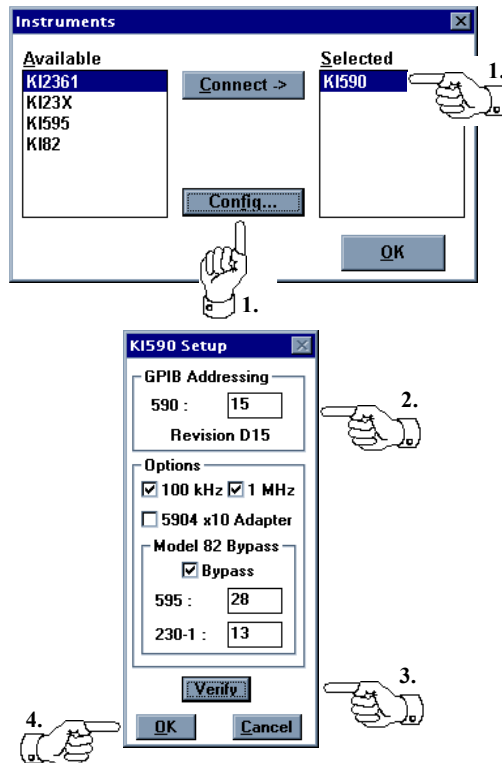 Instruments
Available
Selected
KI2361
KI23X
KI595
KI82
Connect ->
KI590
1.
Config...
OK
1.
KI590 Setup
GPIB Addressing
590 : 15
Revision D15
2.
Options
100 kHz 1 MHz
5904 x10 Adapter
Model 82 Bypass
Bypass
595 : 28
230-1 : 13
Verify
3.
4.
OK Cancel